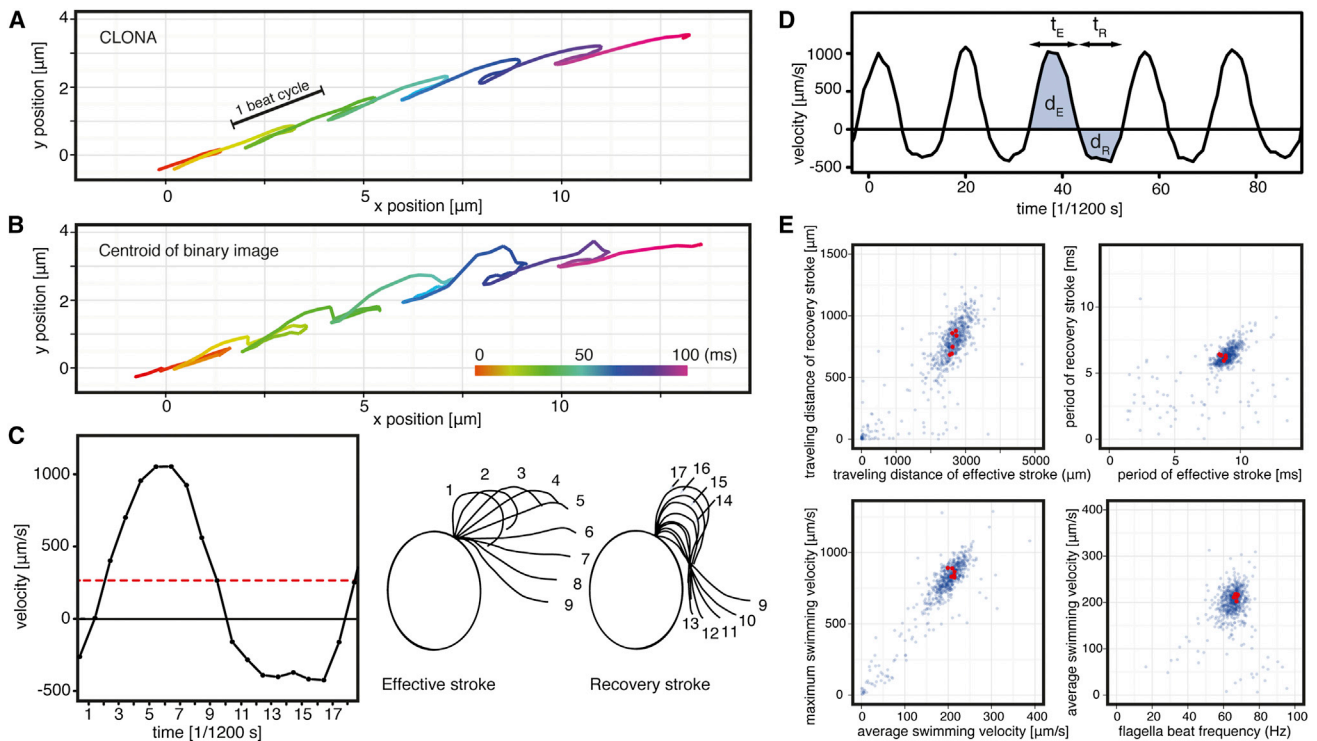 A
CLONA
1 beat cycle
y position [µm]
4
2
0
0
5
10
x position [µm]
B
Centroid of binary image
y position [µm]
4
2
0
0
50
100 (ms)
0
5
10
x position [µm]
C
velocity [µm/s]
1000
500
0
-500
1
3
5
7
9
11
13
15
17
time [1/1200 s]
1
2
3
4
5
6
7
8
9
Effective stroke
17
16
15
14
9
10
11
12
13
Recovery stroke
D
tE
tR
dE
dR
velocity [µm/s]
1000
500
0
-500
0
20
40
60
80
time [1/1200 s]
E
traveling distance of recovery stroke [µm]
1500
1000
500
0
0
3000
5000
traveling distance of effective stroke (µm)
period of recovery stroke [ms]
10
5
0
0
5
10
period of effective stroke [ms]
maximum swimming velocity [µm/s]
1000
500
0
0
100
200
300
400
average swimming velocity [µm/s
average swimming velocity [µm/s]
400
300
200
100
0
0
20
40
60
80
100
flagella beat frequency (Hz)